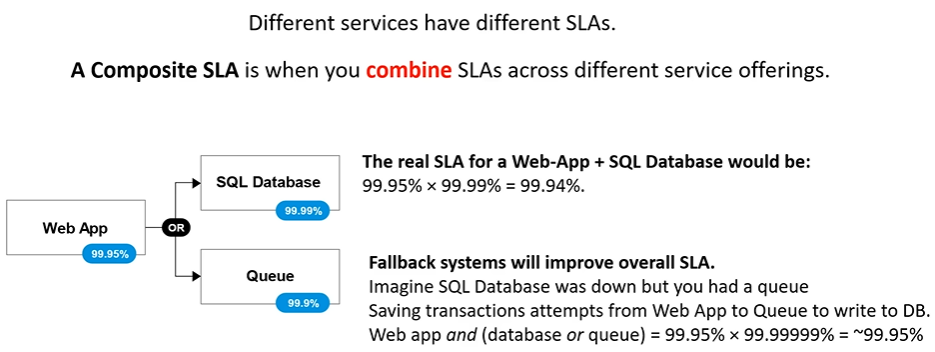 Different services have different SLAs.
A Composite SLA is when you combine SLAs across different service offerings.
SQL Database
99.99%
Web App
99.95%
OR
Queue
99.9%
The real SLA for a Web-App + SQL Database would be:
99.95% × 99.99% = 99.94%.
Fallback systems will improve overall SLA.
Imagine SQL Database was down but you had a queue
Saving transactions attempts from Web App to Queue to write to DB.
Web app and (database or queue) = 99.95% × 99.99999% = ~99.95%